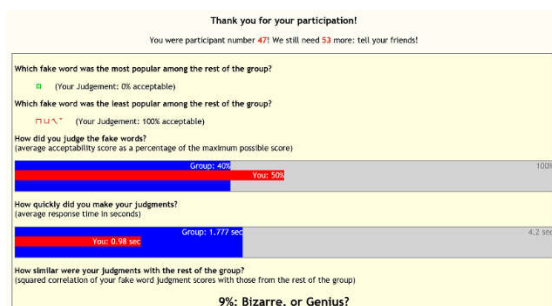 Thank you for your participation!
You were participant number 47! We still need 53 more: tell your friends!
Which fake word was the most popular among the rest of the group?
(Your Judgement: 0% acceptable)
Which fake word was the least popular among the rest of the group?
(Your Judgement: 100% acceptable)
How did you judge the fake words?
(average acceptability score as a percentage of the maximum possible score)
Group: 40% 100%
You: 50%
How quickly did you make your judgments?
(average response time in seconds)
Group: 1.777 sec 4.2 sec
You: 0.98 sec
How similar were your judgments with the rest of the group?
(squared correlation of your fake word judgment scores with those from the rest of the group)
9%: Bizarre, or Genius?